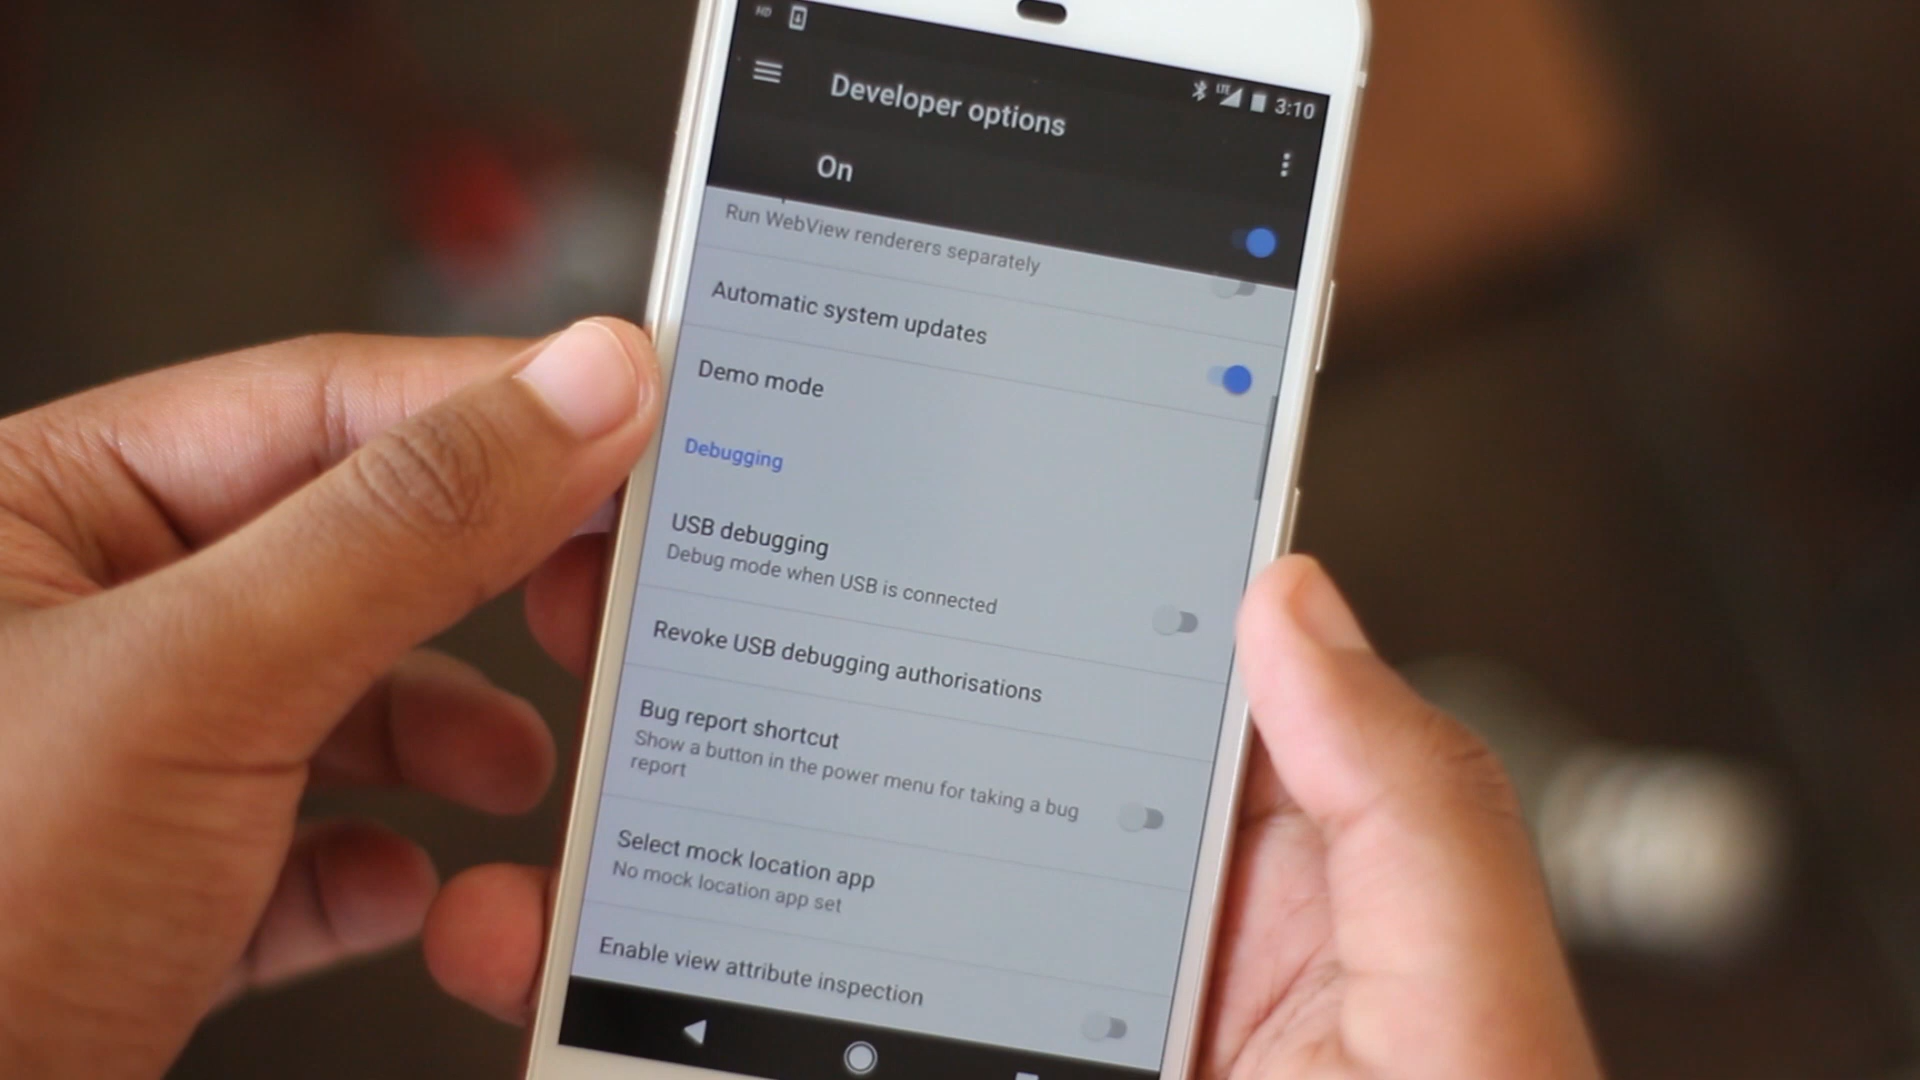 HD
LTE 3:10
Developer options
On
Run WebView renderers separately
Automatic system updates
Demo mode
Debugging
USB debugging
Debug mode when USB is connected
Revoke USB debugging authorisations
Bug report shortcut
Show a button in the power menu for taking a bug
report
Select mock location app
No mock location app set
Enable view attribute inspection